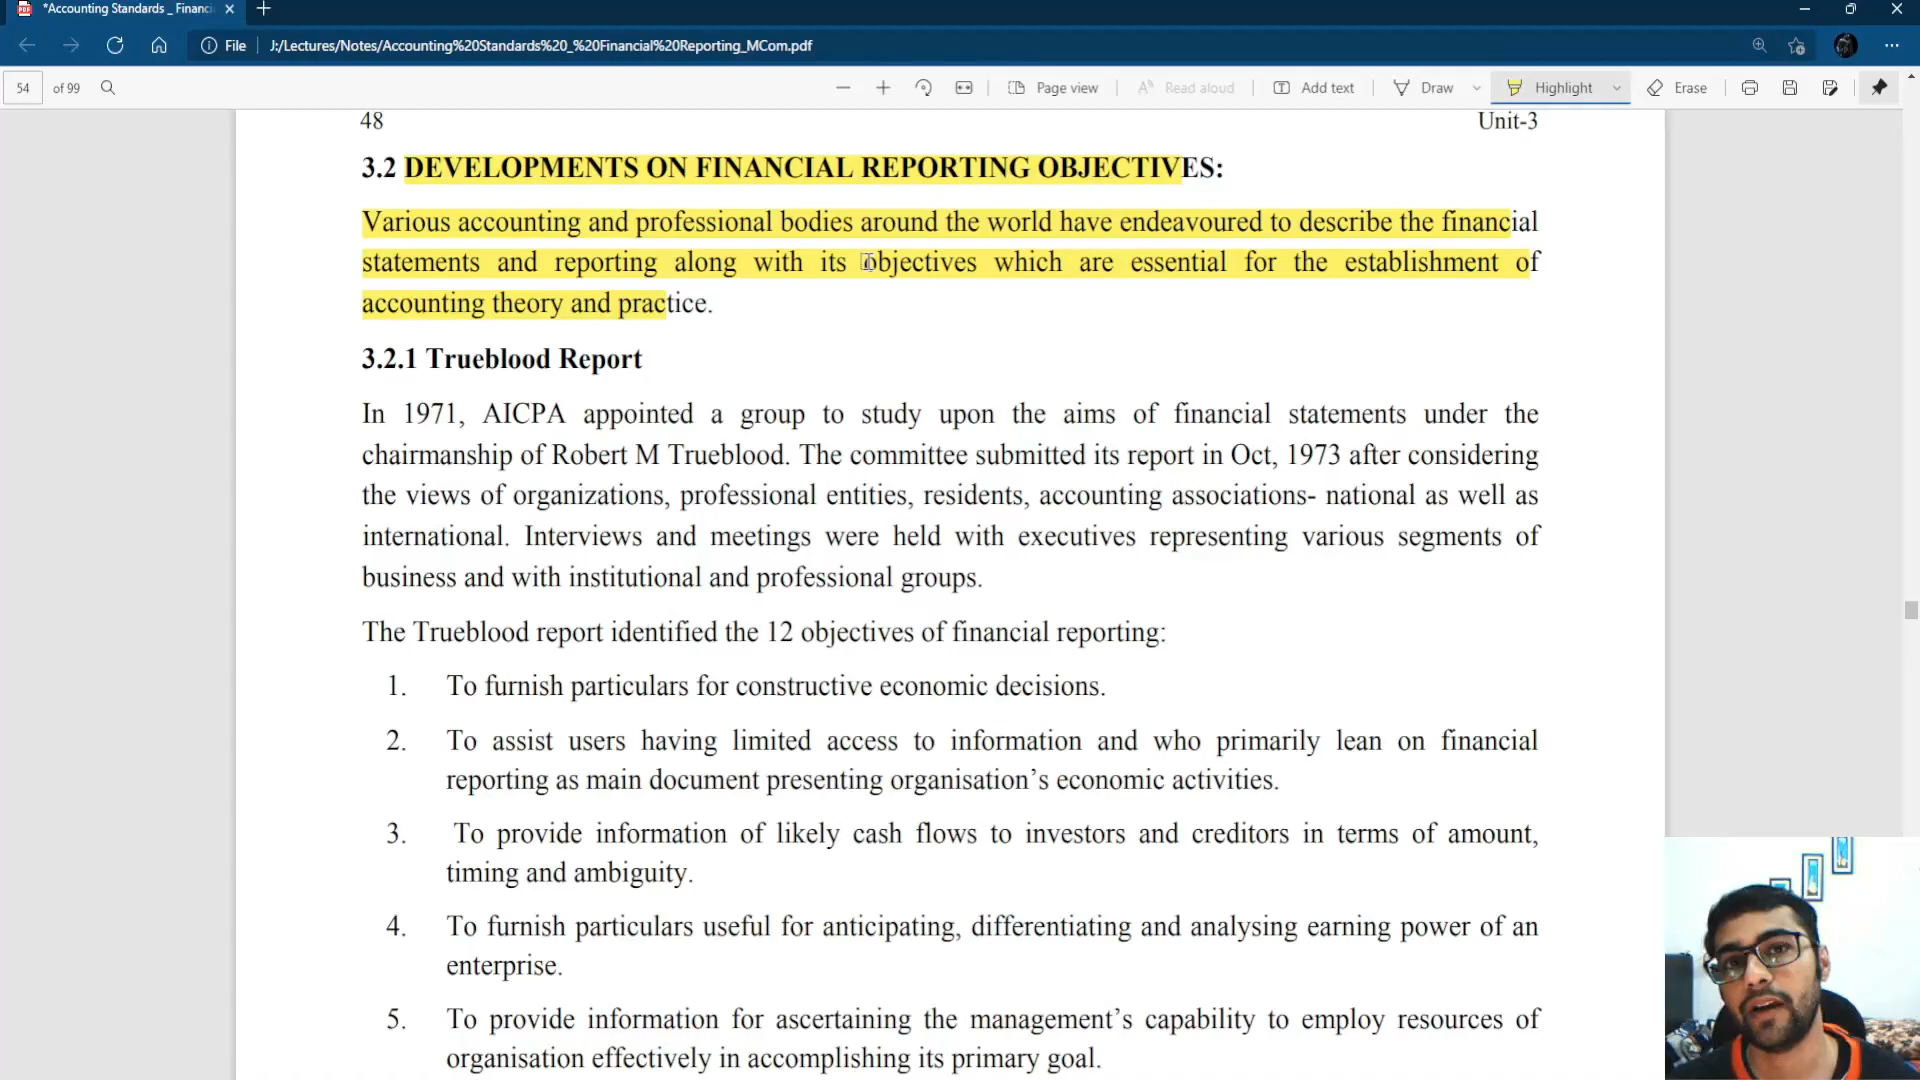 *Accounting Standards _ Financi
File J:/Lectures/Notes/Accounting%20Standards%20_%20Financial%20Reporting_MCom.pdf
54 of 99 Page view Read aloud Add text Draw Highlight Erase
48 Unit-3
3.2 DEVELOPMENTS ON FINANCIAL REPORTING OBJECTIVES:
Various accounting and professional bodies around the world have endeavoured to describe the financial
statements and reporting along with its objectives which are essential for the establishment of
accounting theory and practice.
3.2.1 Trueblood Report
In 1971, AICPA appointed a group to study upon the aims of financial statements under the
chairmanship of Robert M Trueblood. The committee submitted its report in Oct, 1973 after considering
the views of organizations, professional entities, residents, accounting associations- national as well as
international. Interviews and meetings were held with executives representing various segments of
business and with institutional and professional groups.
The Trueblood report identified the 12 objectives of financial reporting:
1. To furnish particulars for constructive economic decisions.
2. To assist users having limited access to information and who primarily lean on financial
reporting as main document presenting organisation’s economic activities.
3. To provide information of likely cash flows to investors and creditors in terms of amount,
timing and ambiguity.
4. To furnish particulars useful for anticipating, differentiating and analysing earning power of an
enterprise.
5. To provide information for ascertaining the management’s capability to employ resources of
organisation effectively in accomplishing its primary goal.